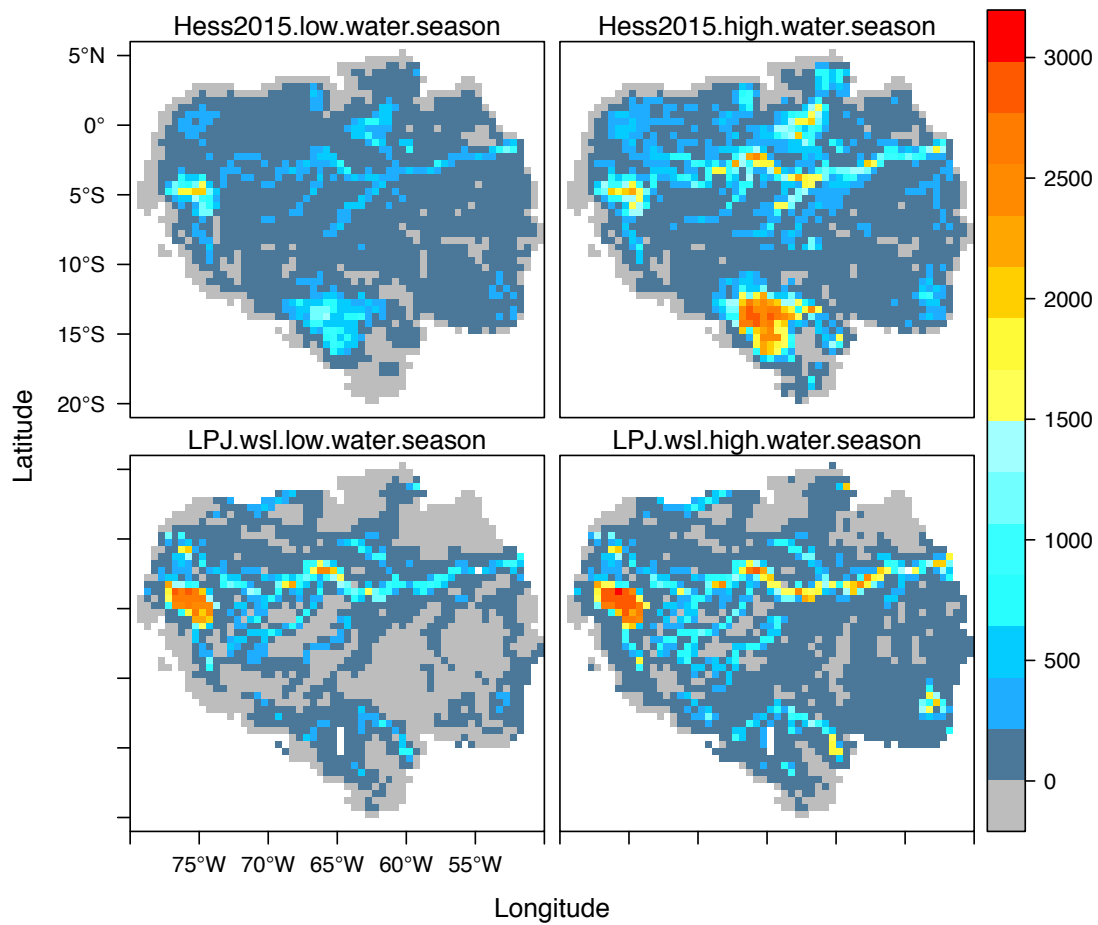 Hess2015.low.water.season
Hess2015.high.water.season
5°N
0°
5°S
10°S
15°S
20°S
LPJ.wsl.low.water.season
LPJ.wsl.high.water.season
75°W 70°W 65°W 60°W 55°W
Longitude
Latitude
3000
2500
2000
1500
1000
500
0